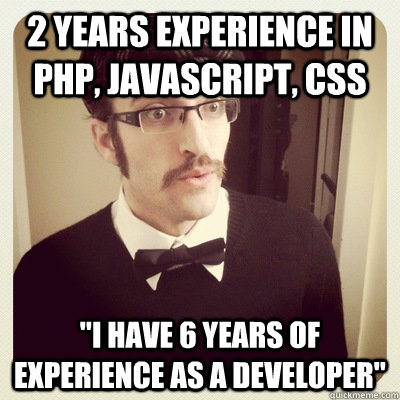 2 YEARS EXPERIENCE IN
PHP, JAVASCRIPT, CSS
"I HAVE 6 YEARS OF
EXPERIENCE AS A DEVELOPER"
quickmeme.com